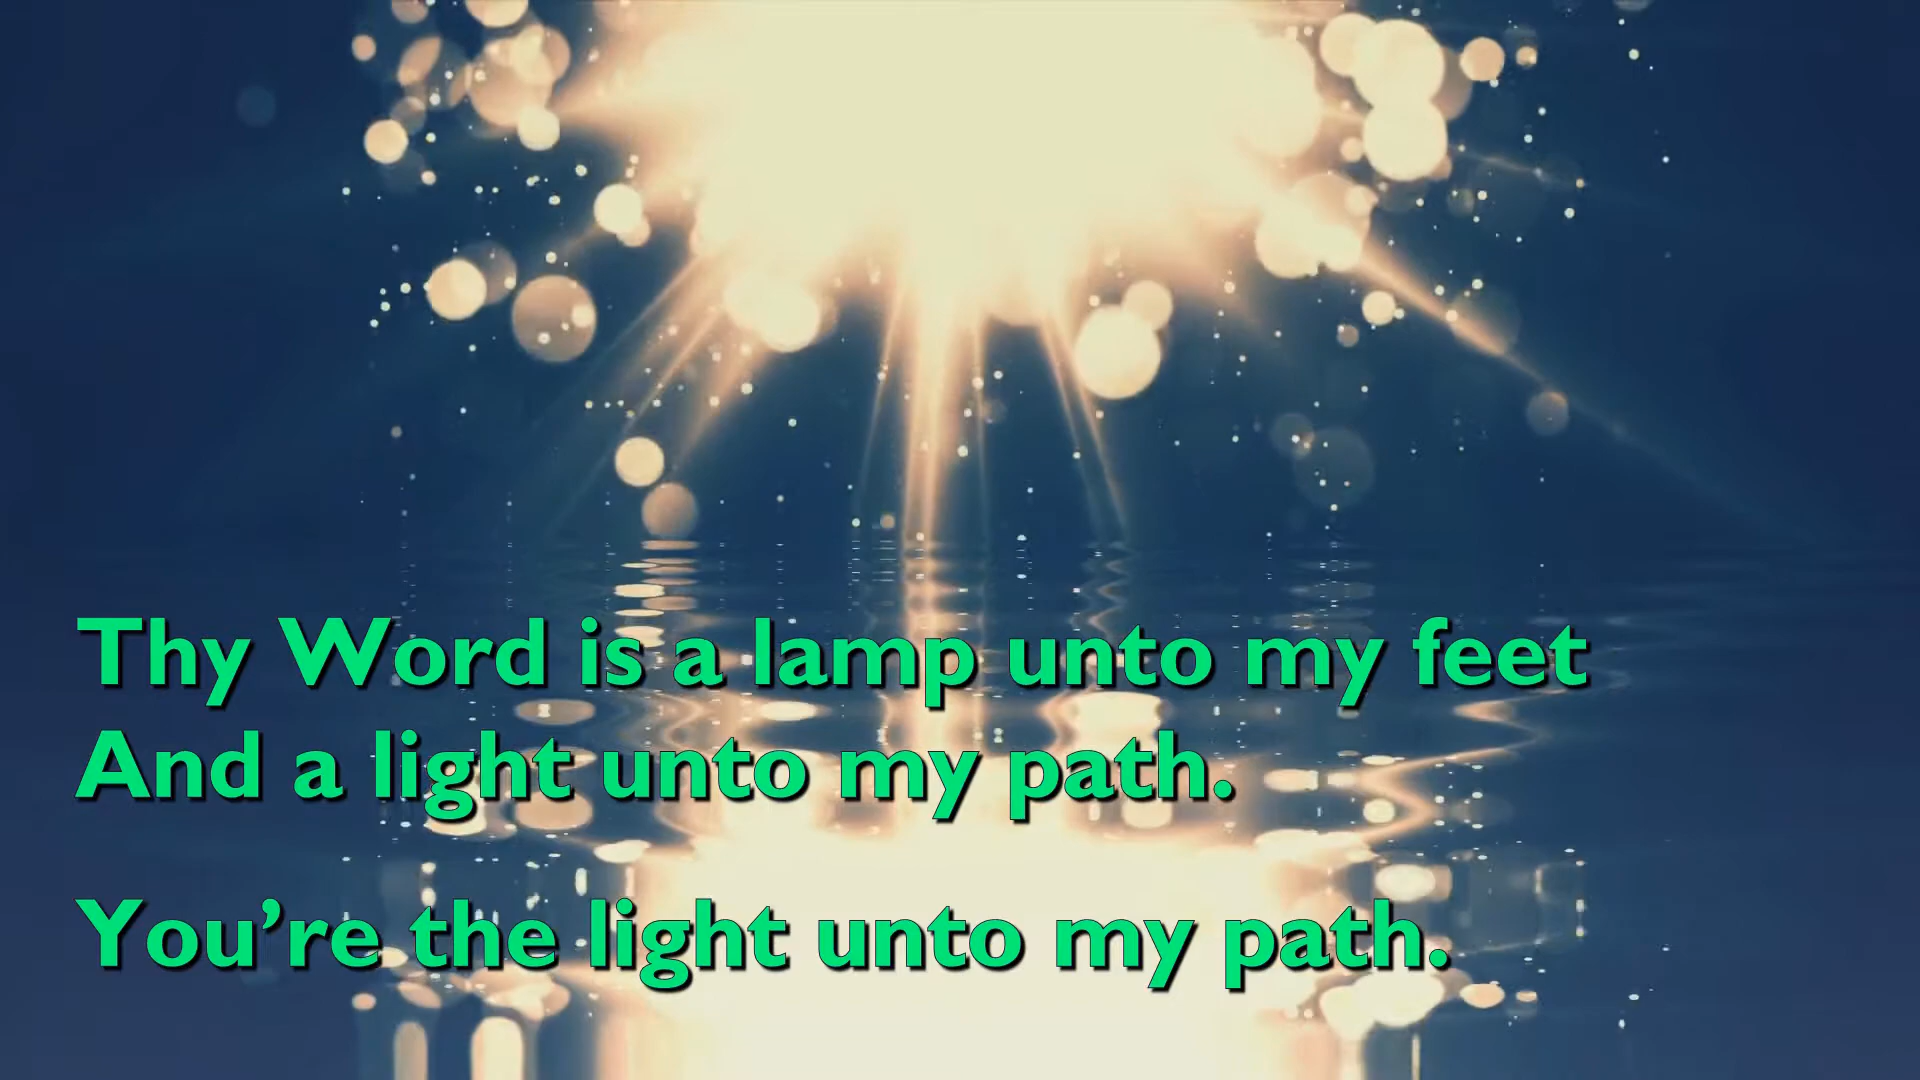 Thy Word is a lamp unto my feet
And a light unto my path.
You’re the light unto my path.